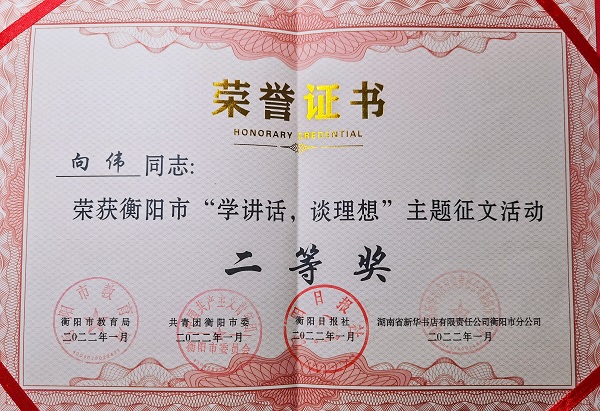 荣誉证书
HONORARY CREDENTIAL
向伟同志:
荣获衡阳市“学讲话，谈理想”主题征文活动
二等奖
衡阳市教育局 共青团衡阳市委 衡阳日报社 湖南省新华书店有限责任公司衡阳市分公司
二〇二二年一月 二〇二二年一月 二〇二二年一月 二〇二二年一月